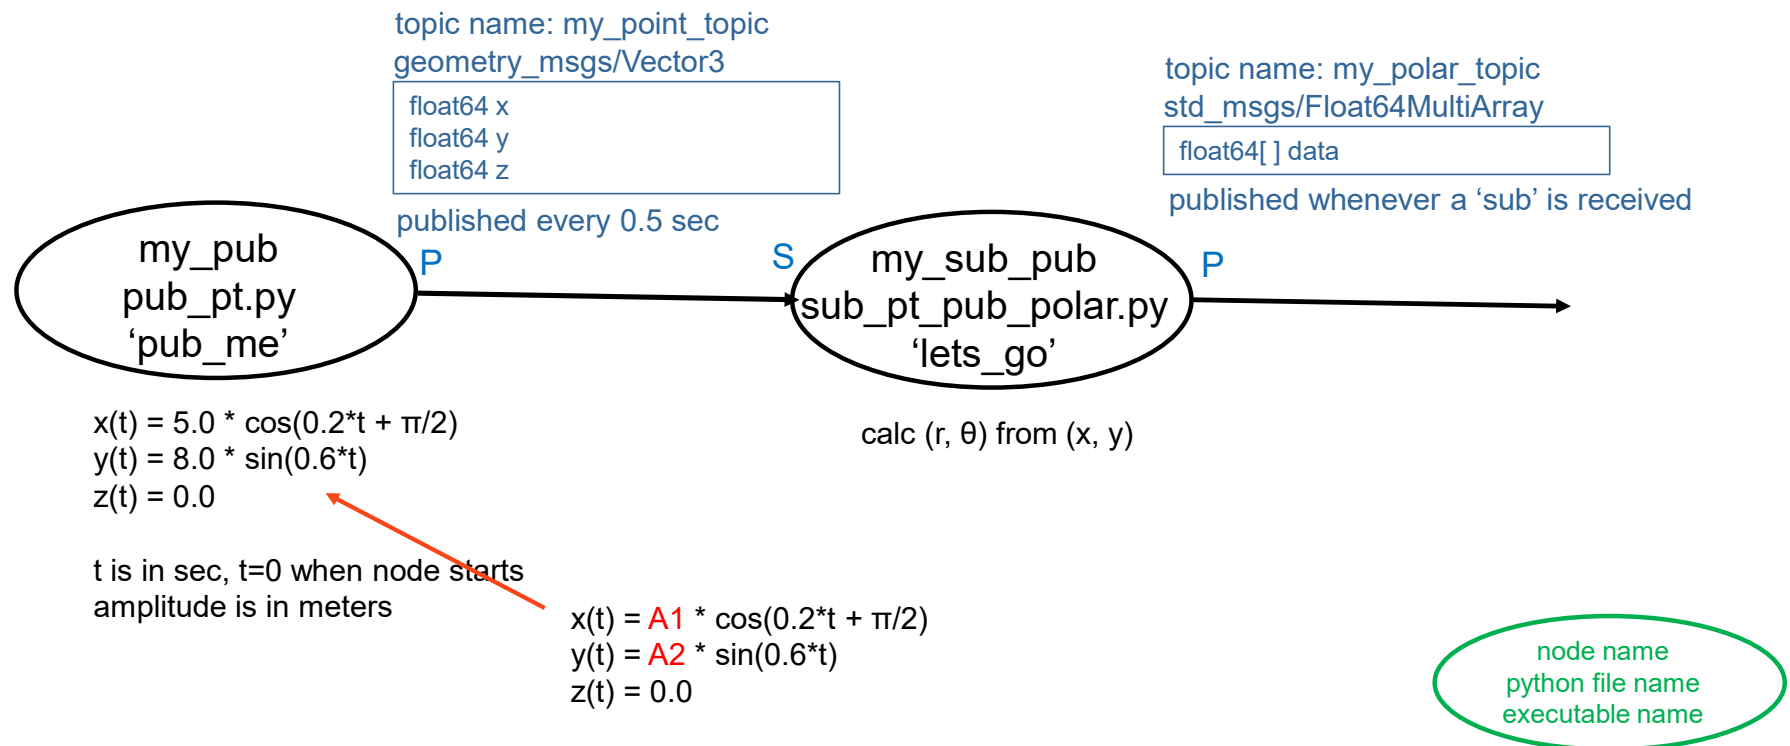 topic name: my_point_topic
geometry_msgs/Vector3
float64 x
float64 y
float64 z
published every 0.5 sec
topic name: my_polar_topic
std_msgs/Float64MultiArray
float64[ ] data
published whenever a ‘sub’ is received
my_pub
pub_pt.py
‘pub_me’
P
S
my_sub_pub
sub_pt_pub_polar.py
‘lets_go’
P
x(t) = 5.0 * cos(0.2*t + π/2)
y(t) = 8.0 * sin(0.6*t)
z(t) = 0.0
calc (r, θ) from (x, y)
t is in sec, t=0 when node starts
amplitude is in meters
x(t) = A1 * cos(0.2*t + π/2)
y(t) = A2 * sin(0.6*t)
z(t) = 0.0
node name
python file name
executable name